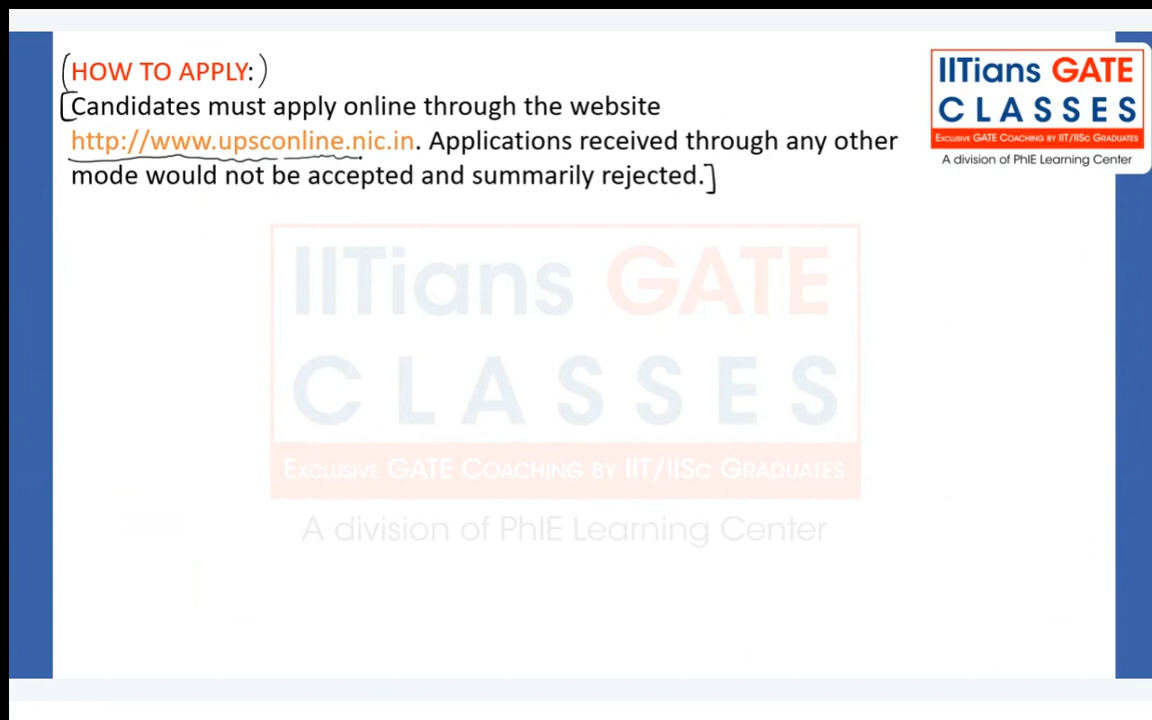 HOW TO APPLY:
Candidates must apply online through the website
http://www.upsconline.nic.in. Applications received through any other
mode would not be accepted and summarily rejected.
IITians GATE
CLASSES
EXCLUSIVE GATE COACHING BY IIT/IISC GRADUATES
A division of PhIE Learning Center
IITians GATE
CLASSES
EXCLUSIVE GATE COACHING BY IIT/IISC GRADUATES
A division of PhIE Learning Center